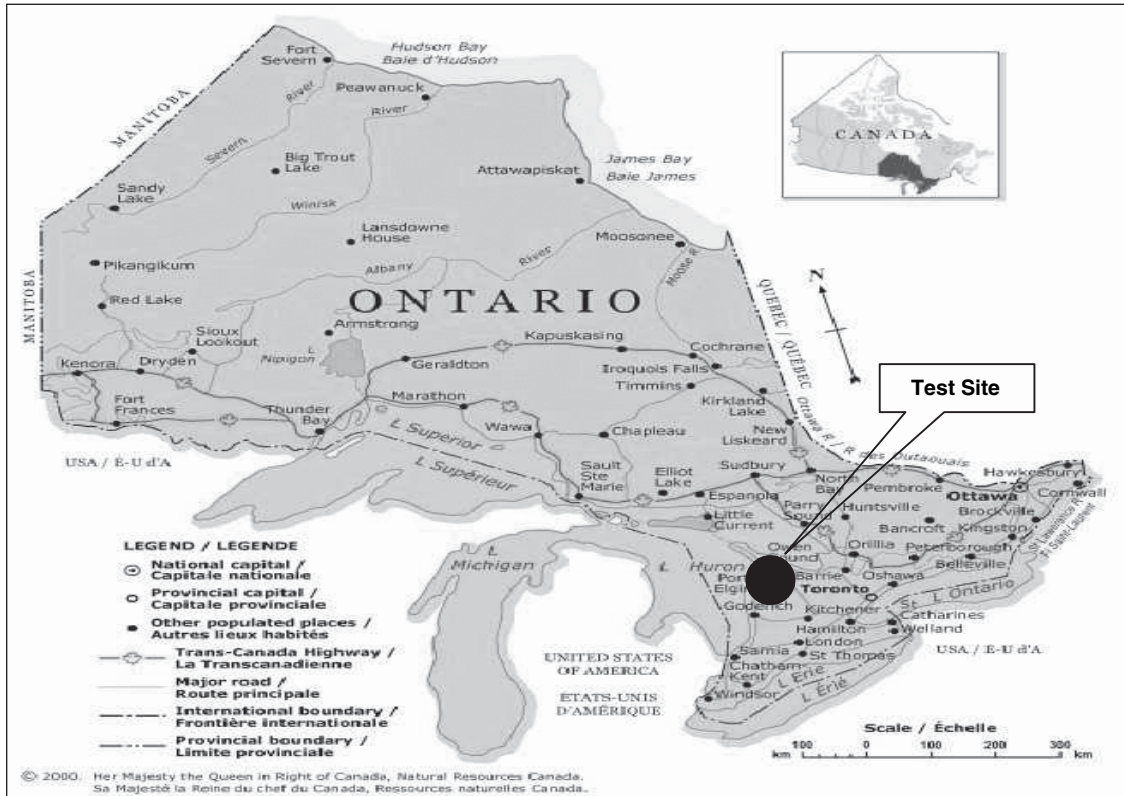 Hudson Bay
Baie d'Hudson
Fort
Severn
Peawanuck
River
River
MANITOBA
Severn
Big Trout
Lake
CANADA
James Bay
Baie James
Attawapiskat
Sandy
Lake
Winisk
Lansdowne
House
Moosonee
River
Albany
Moose R
Pikangikum
N
MANITOBA
Red Lake
ONTARIO
QUEBEC / QUÉBEC
Armstrong
Sioux
Lookout
Kapuskasing
L
Nipigon
Cochrane
Kenora
Dryden
Geraldton
Iroquois Falls
Timmins
Test Site
Fort
Frances
Marathon
Kirkland
Lake
Thunder
Bay
Wawa
Chapleau
New
Liskeard
Ottawa R / R des Outaouais
L Superior
L Supérieur
USA / É-U d'A
Sault
Ste
Marie
Elliot
Lake
Sudbury
North
Bay
Hawkesbury
Pembroke
Ottawa
Cornwall
Espanola
Parry
Sound
Huntsville
Brockville
Little
Current
Bancroft
Kingston
St Lawrence R
Owen
Orillia
Peterborough
Belleville
LEGEND / LÉGENDE
National capital /
Capitale nationale
Provincial capital /
Capitale provinciale
Other populated places /
Autres lieux habités
Trans-Canada Highway /
La Transcanadienne
Major road /
Route principale
International boundary /
Frontière internationale
Provincial boundary /
Limite provinciale
L
Michigan
L Huron
Elgin
Barrie
Oshawa
Toronto
L Ontario
Goderich
Kitchener
St
Catharines
Hamilton
Welland
London
St Thomas
Sarnia
Chatham-
Kent
Windsor
L Erie
L Érié
USA / É-U d'A
UNITED STATES
OF AMERICA
ETATS-UNIS
D'AMÉRIQUE
Scale / Échelle
100 0 100 200 300
km km
© 2000. Her Majesty the Queen in Right of Canada, Natural Resources Canada.
Sa Majesté la Reine du chef du Canada, Ressources naturelles Canada.